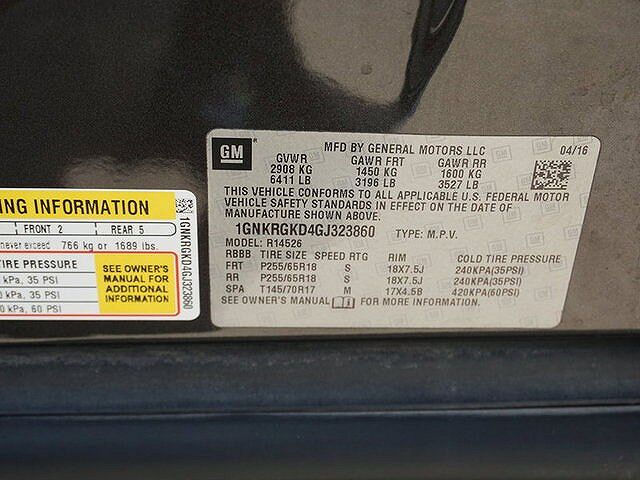 NG INFORMATION
FRONT 2 REAR 5
never exceed 766 kg or 1689 lbs.
IRE PRESSURE
kPa, 35 PSI
kPa, 35 PSI
kPa, 60 PSI
SEE OWNER'S
MANUAL FOR
ADDITIONAL
INFORMATION
1GNKRGKD4GJ323860
GM
MFD BY GENERAL MOTORS LLC 04/16
GVWR GAWR FRT GAWR RR
2908 KG 1450 KG 1600 KG
6411 LB 3196 LB 3527 LB
THIS VEHICLE CONFORMS TO ALL APPLICABLE U.S. FEDERAL MOTOR
VEHICLE SAFETY STANDARDS IN EFFECT ON THE DATE OF
MANUFACTURE SHOWN ABOVE.
1GNKRGKD4GJ323860 TYPE: M.P.V.
MODEL: R14526
RBBB TIRE SIZE SPEED RTG RIM COLD TIRE PRESSURE
FRT P255/65R18 S 18X7.5J 240KPA(35PSI)
RR P255/65R18 S 18X7.5J 240KPA(35PSI)
SPA T145/70R17 M 17X4.5B 420KPA(60PSI)
SEE OWNER'S MANUAL FOR MORE INFORMATION.